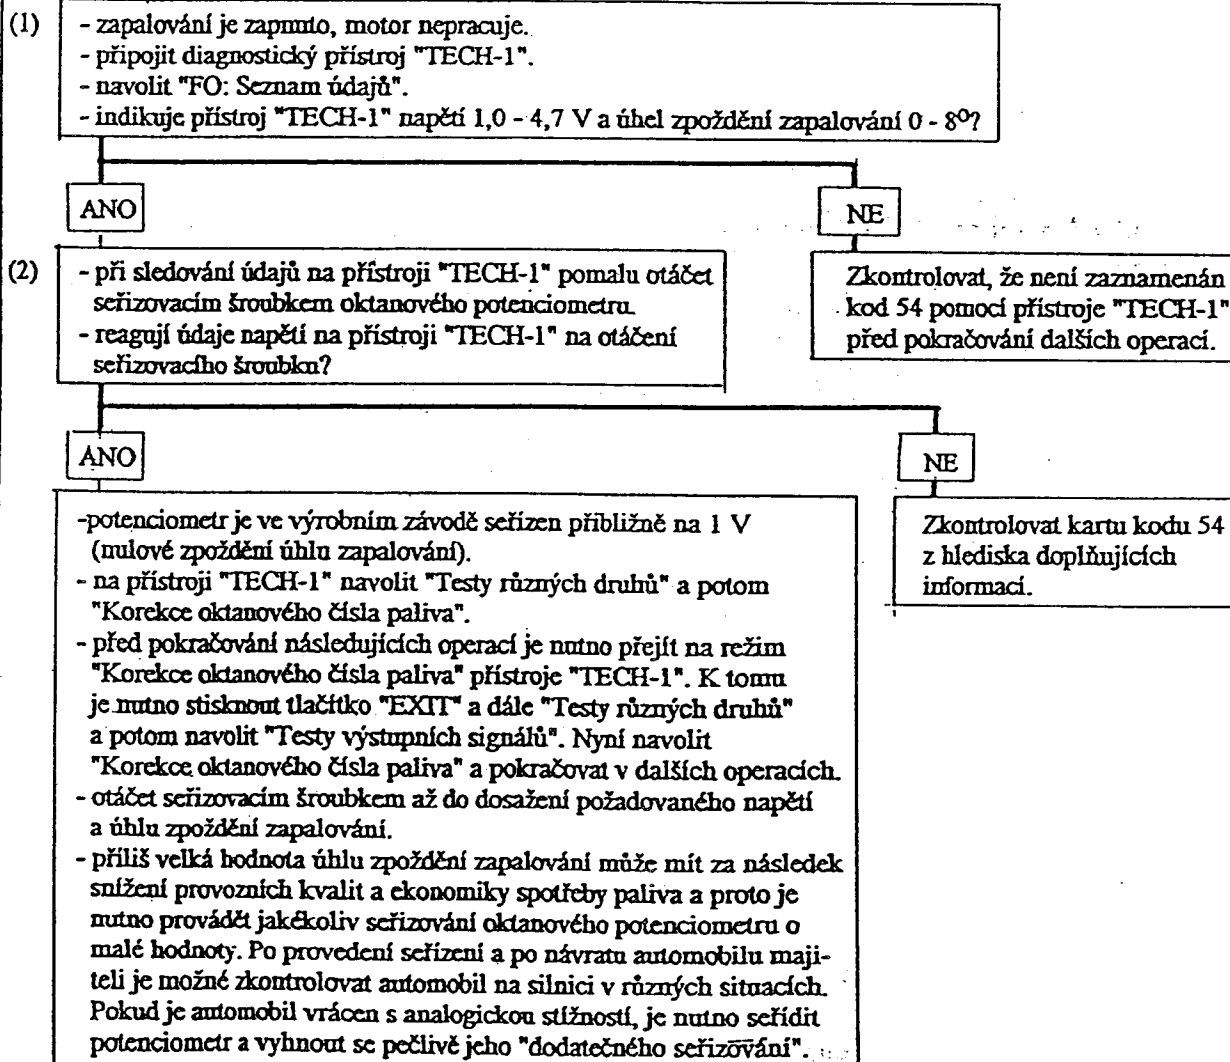 (1)
- zapalování je zapnuto, motor nepracuje.
- připojit diagnostický přístroj "TECH-1".
- navolit "FO: Seznam údajů".
- indikuje přístroj "TECH-1" napětí 1,0 - 4,7 V a úhel zpoždění zapalování 0 - 8º?
ANO
NE
(2)
- při sledování údajů na přístroji "TECH-1" pomalu otáčet
seřizovacím šroubkem oktanového potenciometru.
- reagují údaje napětí na přístroji "TECH-1" na otáčení
seřizovacího šroubku?
Zkontrolovat, že není zaznamenán
kod 54 pomocí přístroje "TECH-1"
před pokračování dalších operací.
ANO
NE
-potenciometr je ve výrobním závodě seřízen přibližně na 1 V
(nulové zpoždění úhlu zapalování).
- na přístroji "TECH-1" navolit "Testy různých druhů" a potom
"Korekce oktanového čísla paliva".
- před pokračování následujících operací je nutno přejít na režim
"Korekce oktanového čísla paliva" přístroje "TECH-1". K tomu
je nutno stisknout tlačítko "EXIT" a dále "Testy různých druhů"
a potom navolit "Testy výstupních signálů". Nyní navolit
"Korekce oktanového čísla paliva" a pokračovat v dalších operacích.
- otáčet seřizovacím šroubkem až do dosažení požadovaného napětí
a úhlu zpoždění zapalování.
- příliš velká hodnota úhlu zpoždění zapalování může mít za následek
snížení provozních kvalit a ekonomiky spotřeby paliva a proto je
nutno provádět jakékoliv seřizování oktanového potenciometru o
malé hodnoty. Po provedení seřízení a po návratu automobilu maji-
teli je možné zkontrolovat automobil na silnici v různých situacích.
Pokud je automobil vrácen s analogickou stížností, je nutno seřídit
potenciometr a vyhnout se pečlivě jeho "dodatečného seřizování".
Zkontrolovat kartu kodu 54
z hlediska doplňujících
informací.